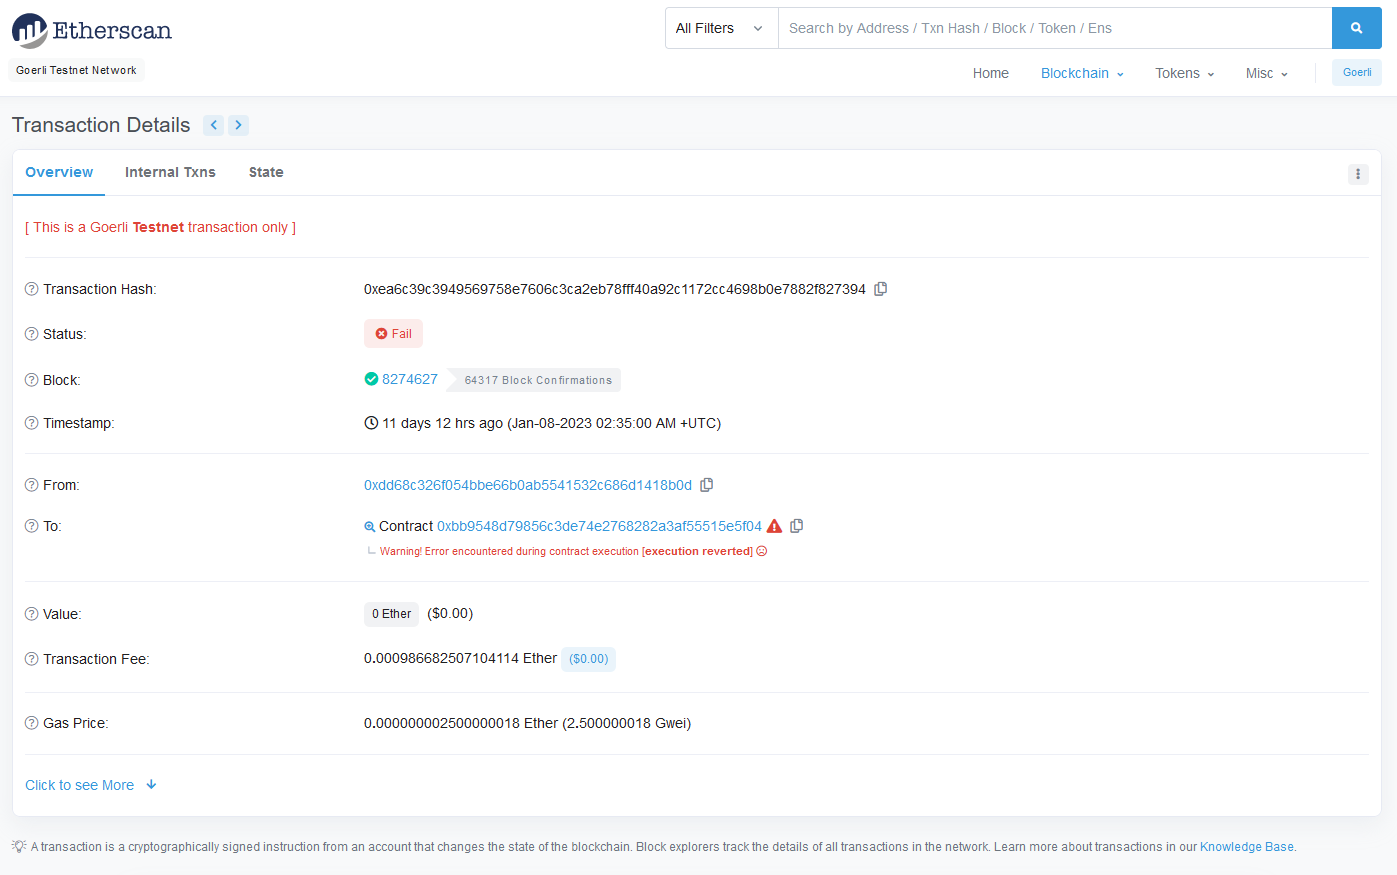 Etherscan
All Filters
Search by Address / Txn Hash / Block / Token / Ens
Goerli Testnet Network
Home Blockchain Tokens Misc Goerli
Transaction Details
Overview Internal Txns State
[ This is a Goerli Testnet transaction only ]
Transaction Hash: 0xea6c39c3949569758e7606c3ca2eb78fff40a92c1172cc4698b0e7882f827394
Status: Fail
Block: 8274627 64317 Block Confirmations
Timestamp: 11 days 12 hrs ago (Jan-08-2023 02:35:00 AM +UTC)
From: 0xdd68c326f054bbe66b0ab5541532c686d1418b0d
To: Contract 0xbb9548d79856c3de74e2768282a3af55515e5f04
Warning! Error encountered during contract execution [execution reverted]
Value: 0 Ether ($0.00)
Transaction Fee: 0.000986682507104114 Ether ($0.00)
Gas Price: 0.000000002500000018 Ether (2.500000018 Gwei)
Click to see More
A transaction is a cryptographically signed instruction from an account that changes the state of the blockchain. Block explorers track the details of all transactions in the network. Learn more about transactions in our Knowledge Base.